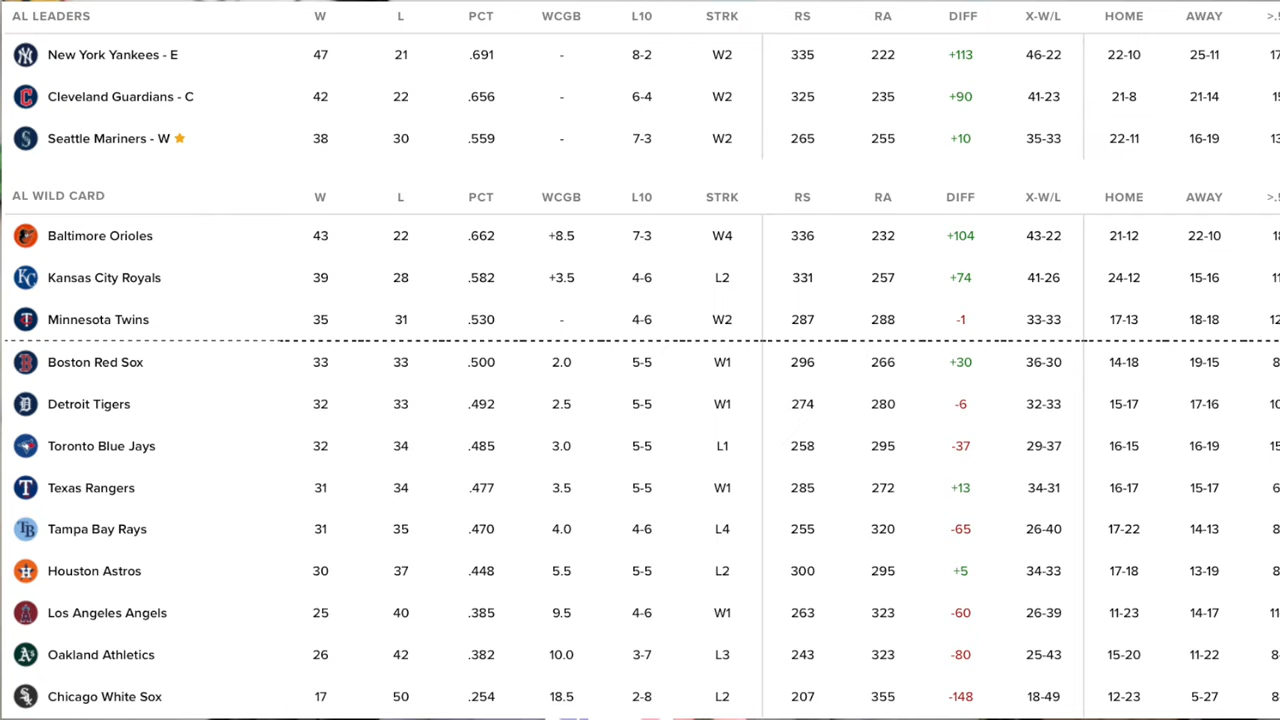 AL LEADERS W L PCT WCGB L10 STRK RS RA DIFF X-W/L HOME AWAY
New York Yankees - E 47 21 .691 - 8-2 W2 335 222 +113 46-22 22-10 25-11
Cleveland Guardians - C 42 22 .656 - 6-4 W2 325 235 +90 41-23 21-8 21-14
Seattle Mariners - W 38 30 .559 - 7-3 W2 265 255 +10 35-33 22-11 16-19
AL WILD CARD W L PCT WCGB L10 STRK RS RA DIFF X-W/L HOME AWAY
Baltimore Orioles 43 22 .662 +8.5 7-3 W4 336 232 +104 43-22 21-12 22-10
Kansas City Royals 39 28 .582 +3.5 4-6 L2 331 257 +74 41-26 24-12 15-16
Minnesota Twins 35 31 .530 - 4-6 W2 287 288 -1 33-33 17-13 18-18
Boston Red Sox 33 33 .500 2.0 5-5 W1 296 266 +30 36-30 14-18 19-15
Detroit Tigers 32 33 .492 2.5 5-5 W1 274 280 -6 32-33 15-17 17-16
Toronto Blue Jays 32 34 .485 3.0 5-5 L1 258 295 -37 29-37 16-15 16-19
Texas Rangers 31 34 .477 3.5 5-5 W1 285 272 +13 34-31 16-17 15-17
Tampa Bay Rays 31 35 .470 4.0 4-6 L4 255 320 -65 26-40 17-22 14-13
Houston Astros 30 37 .448 5.5 5-5 L2 300 295 +5 34-33 17-18 13-19
Los Angeles Angels 25 40 .385 9.5 4-6 W1 263 323 -60 26-39 11-23 14-17
Oakland Athletics 26 42 .382 10.0 3-7 L3 243 323 -80 25-43 15-20 11-22
Chicago White Sox 17 50 .254 18.5 2-8 L2 207 355 -148 18-49 12-23 5-27